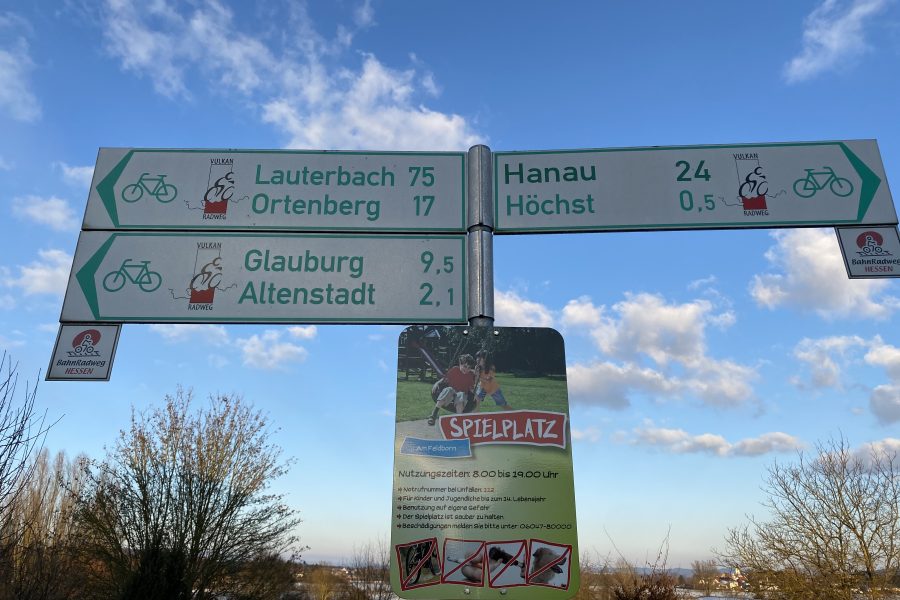 VULKAN
RADWEG
Lauterbach 75
Ortenberg 17
VULKAN
RADWEG
Glauburg 9,5
Altenstadt 2,1
BahnRadweg
HESSEN
Hanau 24
Höchst 0,5
VULKAN
RADWEG
BahnRadweg
HESSEN
SPIELPLATZ
Am Feldborn
Nutzungszeiten: 8.00 bis 19.00 Uhr
Notrufnummer bei Unfällen: 112
Für Kinder und Jugendliche bis zum 14. Lebensjahr
Benutzung auf eigene Gefahr
Der Spielplatz ist sauber zu halten
Beschädigungen melden Sie bitte unter: 06047-80000